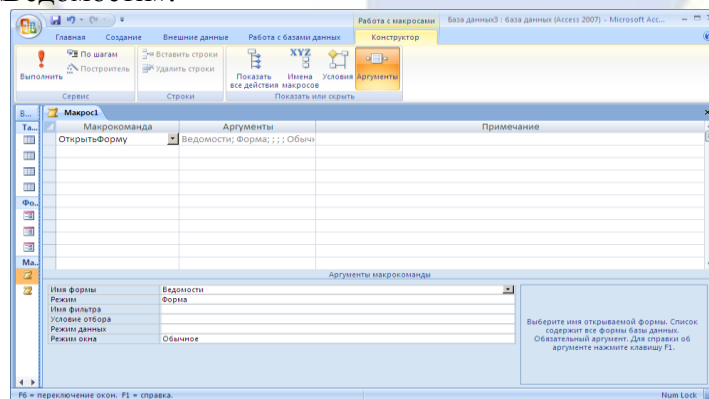 Ведомости».
Работа с макросами
База данных3 : база данных (Access 2007) - Microsoft Acc...
Главная
Создание
Внешние данные
Работа с базами данных
Конструктор
Выполнить
По шагам
Построитель
Сервис
Вставить строки
Удалить строки
Строки
Показать
все действия
Имена
макросов
Условия
Аргументы
Показать или скрыть
В...
Макрос1
Та...
Фо...
Ма...
Макрокоманда
Аргументы
Примечание
ОткрытьФорму
Ведомости; Форма; ; ; ; Обычн
Аргументы макрокоманды
Имя формы
Ведомости
Режим
Форма
Имя фильтра
Условие отбора
Режим данных
Режим окна
Обычное
Выберите имя открываемой формы. Список
содержит все формы базы данных.
Обязательный аргумент. Для справки об
аргументе нажмите клавишу F1.
F6 = переключение окон. F1 = справка.
Num Lock